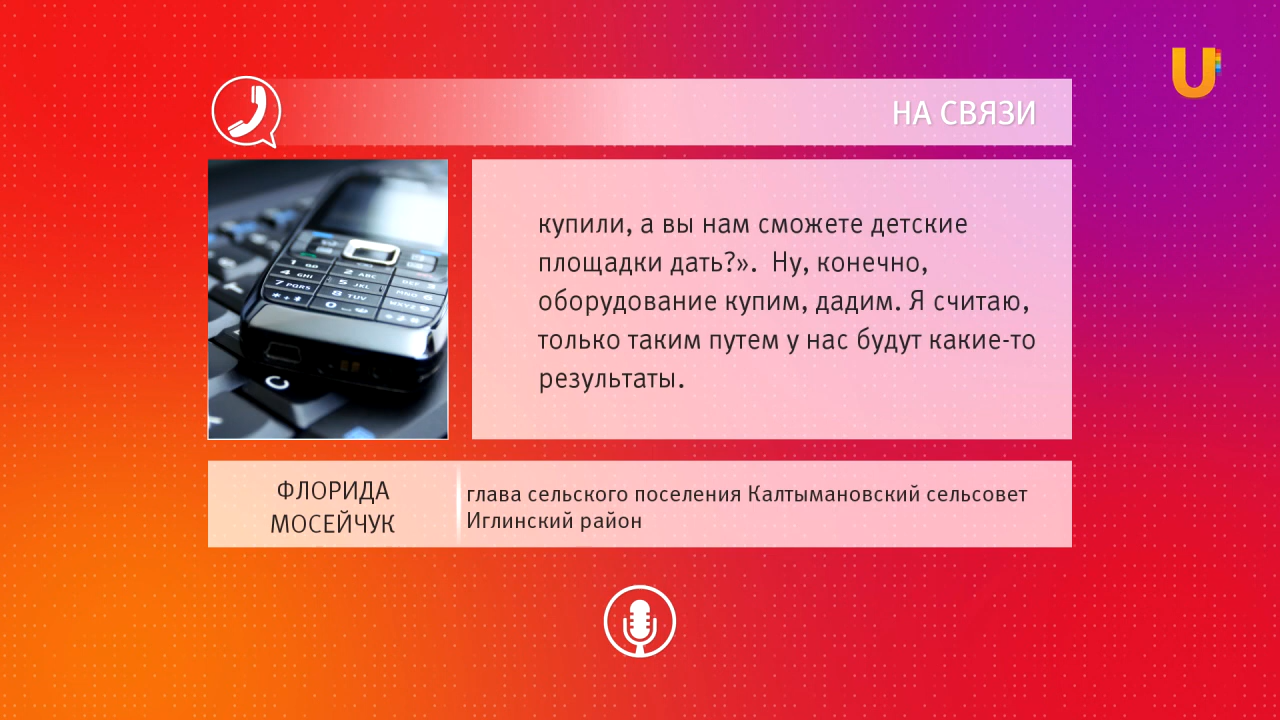 U
НА СВЯЗИ
купили, а вы нам сможете детские
площадки дать?». Ну, конечно,
оборудование купим, дадим. Я считаю,
только таким путем у нас будут какие-то
результаты.
ФЛОРИДА
МОСЕЙЧУК
глава сельского поселения Калтымановский сельсовет
Иглинский район